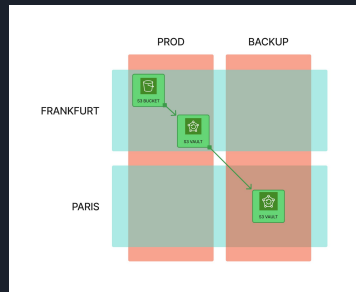 PROD
BACKUP
FRANKFURT
S3 BUCKET
S3 VAULT
PARIS
S3 VAULT